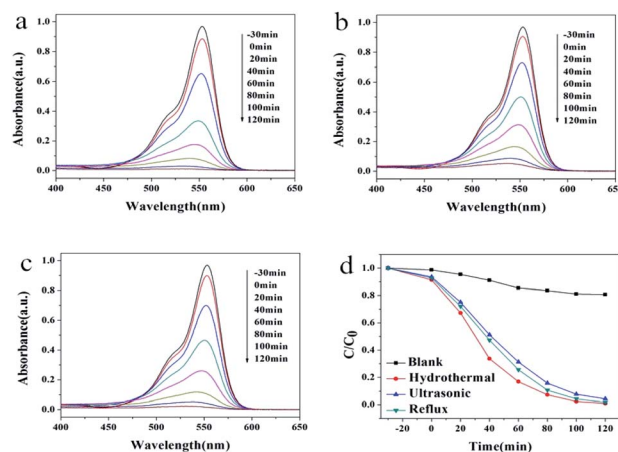 a
Absorbance(a.u.)
1.0
0.8
0.6
0.4
0.2
0.0
-30min
0min
20min
40min
60min
80min
100min
120min
400 450 500 550 600 650
Wavelength(nm)
b
Absorbance(a.u.)
1.0
0.8
0.6
0.4
0.2
0.0
-30min
0min
20min
40min
60min
80min
100min
120min
400 450 500 550 600 650
Wavelength(nm)
c
Absorbance(a.u.)
1.0
0.8
0.6
0.4
0.2
0.0
-30min
0min
20min
40min
60min
80min
100min
120min
400 450 500 550 600 650
Wavelength(nm)
d
C/C0
1.0
0.8
0.6
0.4
0.2
0.0
Blank
Hydrothermal
Ultrasonic
Reflux
-20 0 20 40 60 80 100 120
Time(min)